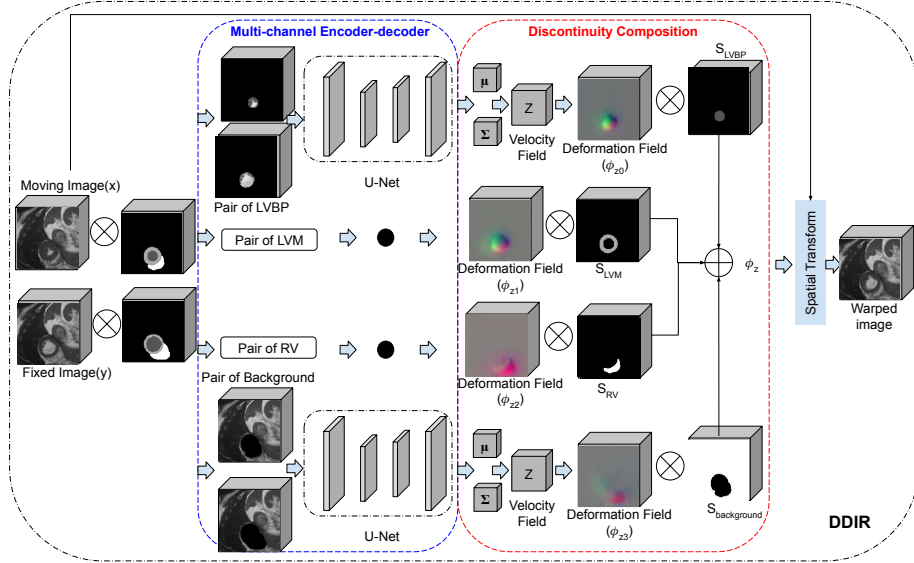 Multi-channel Encoder-decoder
Discontinuity Composition
S_LVBP
μ
Σ
Z
Velocity
Field
Deformation Field
(ϕ_z0)
U-Net
Pair of LVBP
Moving Image(x)
Pair of LVM
Deformation Field
(ϕ_z1)
S_LVM
ϕ_z
Spatial Transform
Warped
image
Fixed Image(y)
Pair of RV
Deformation Field
(ϕ_z2)
S_RV
Pair of Background
U-Net
μ
Σ
Z
Velocity
Field
Deformation Field
(ϕ_z3)
S_background
DDIR